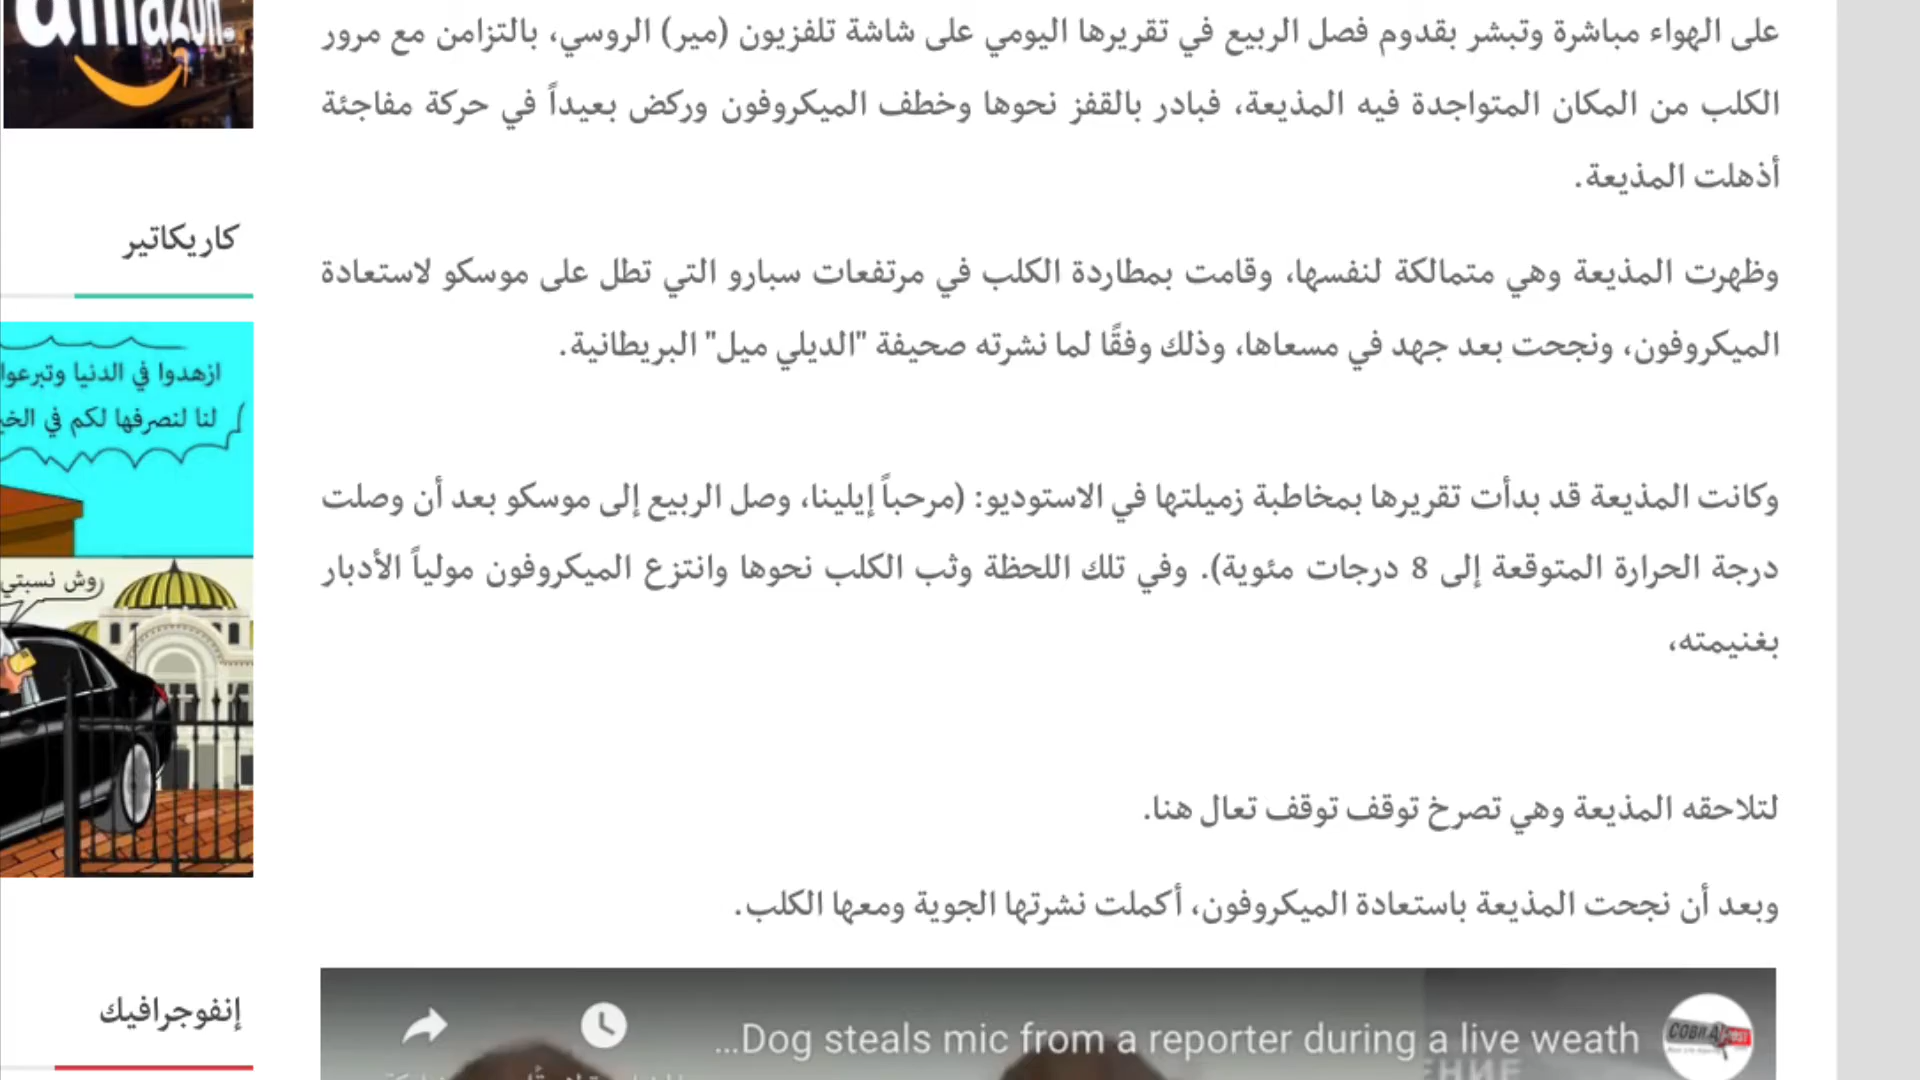 على الهواء مباشرة وتبشر بقدوم فصل الربيع في تقريرها اليومي على شاشة تلفزيون (مير) الروسي، بالتزامن مع مرور
الكلب من المكان المتواجدة فيه المذيعة، فبادر بالقفز نحوها وخطف الميكروفون وركض بعيداً في حركة مفاجئة
أذهلت المذيعة.
وظهرت المذيعة وهي متمالكة لنفسها، وقامت بمطاردة الكلب في مرتفعات سبارو التي تطل على موسكو لاستعادة
الميكروفون، ونجحت بعد جهد في مسعاها، وذلك وفقًا لما نشرته صحيفة "الديلي ميل" البريطانية.
وكانت المذيعة قد بدأت تقريرها بمخاطبة زميلتها في الاستوديو: (مرحباً إيلينا، وصل الربيع إلى موسكو بعد أن وصلت
درجة الحرارة المتوقعة إلى 8 درجات مئوية). وفي تلك اللحظة وثب الكلب نحوها وانتزع الميكروفون مولياً الأدبار
بغنيمته،
لتلاحقه المذيعة وهي تصرخ توقف توقف تعال هنا.
وبعد أن نجحت المذيعة باستعادة الميكروفون، أكملت نشرتها الجوية ومعها الكلب.
...Dog steals mic from a reporter during a live weath
amazon
كاريكاتير
ازهدوا في الدنيا وتبرعوا
لنا لنصرفها لكم في
روش نسبتي
إنفوجرافيك